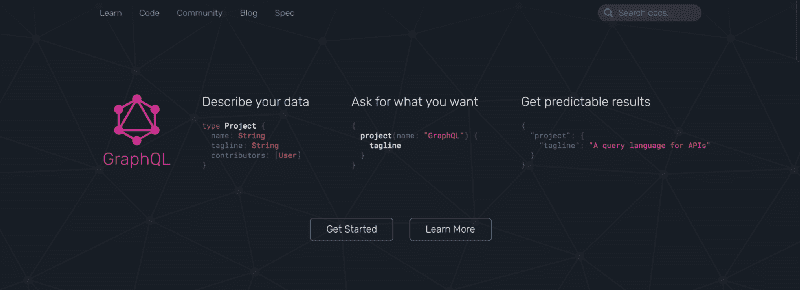 Learn Code Community Blog Spec Search docs...
GraphQL
Describe your data
type Project {
name: String
tagline: String
contributors: [User]
}
Ask for what you want
{
project(name: "GraphQL") {
tagline
}
}
Get predictable results
{
"project": {
"tagline": "A query language for APIs"
}
}
Get Started Learn More